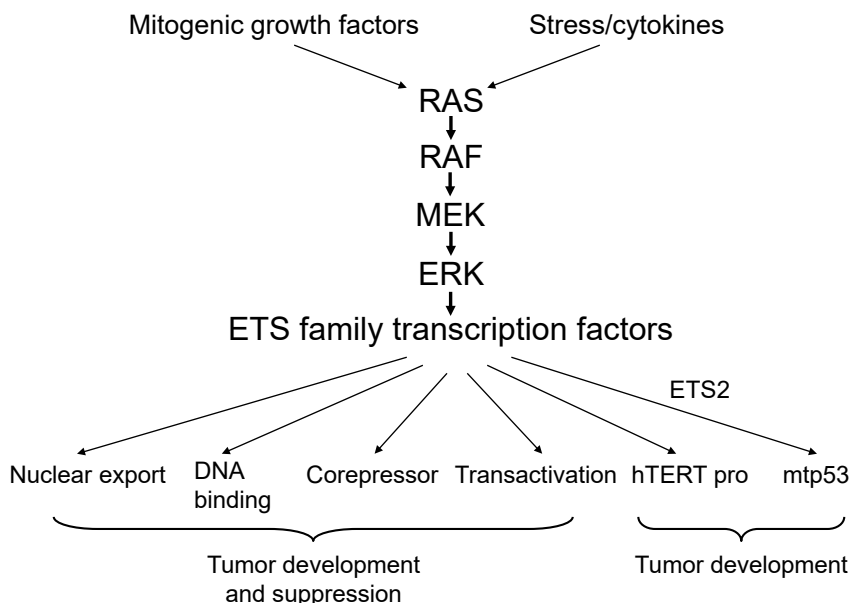 Mitogenic growth factors
Stress/cytokines
RAS
RAF
MEK
ERK
ETS family transcription factors
ETS2
Nuclear export
DNA
binding
Corepressor
Transactivation
hTERT pro
mtp53
Tumor development
and suppression
Tumor development